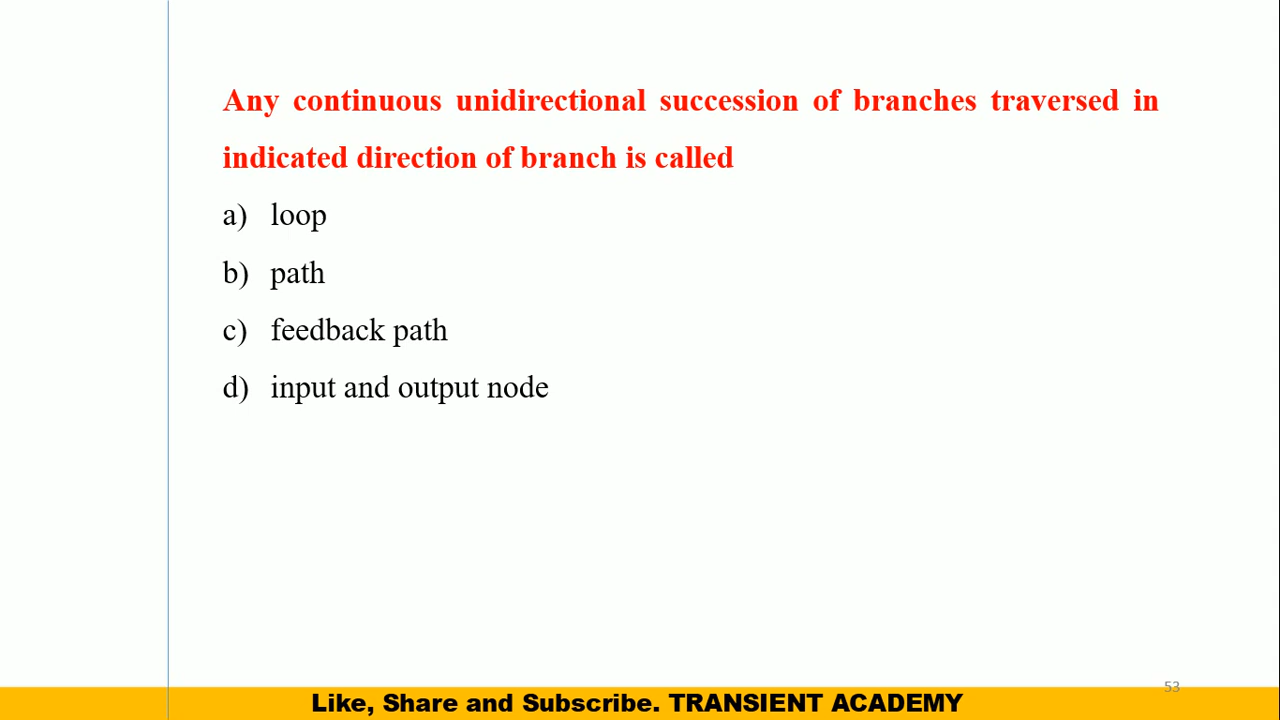 Any continuous unidirectional succession of branches traversed in
indicated direction of branch is called
a) loop
b) path
c) feedback path
d) input and output node
53
Like, Share and Subscribe. TRANSIENT ACADEMY